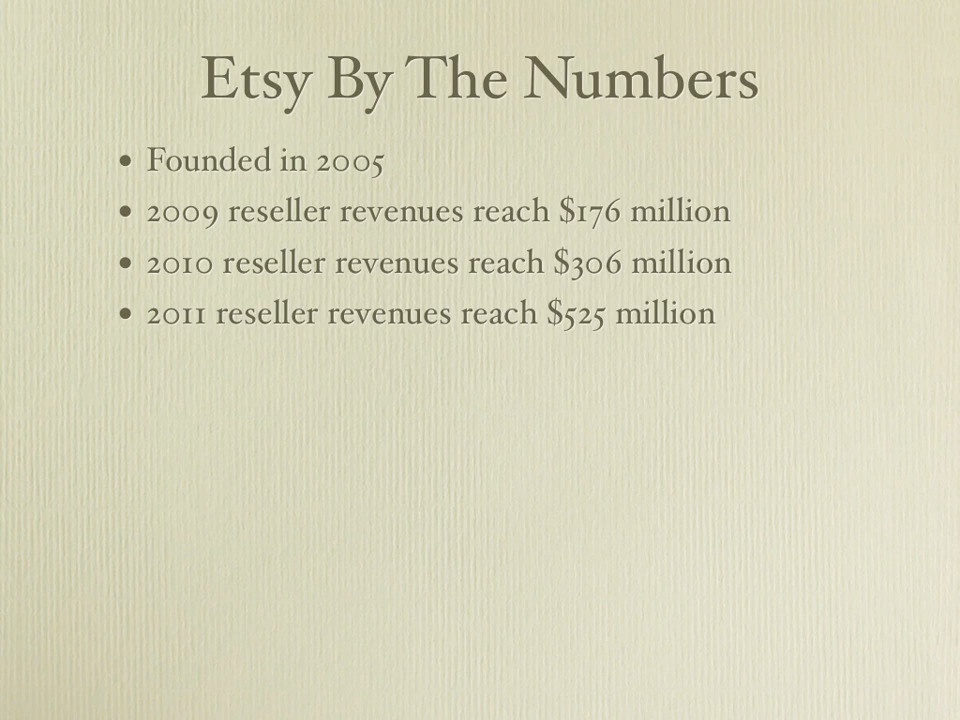 Etsy By The Numbers
• Founded in 2005
• 2009 reseller revenues reach $176 million
• 2010 reseller revenues reach $306 million
• 2011 reseller revenues reach $525 million